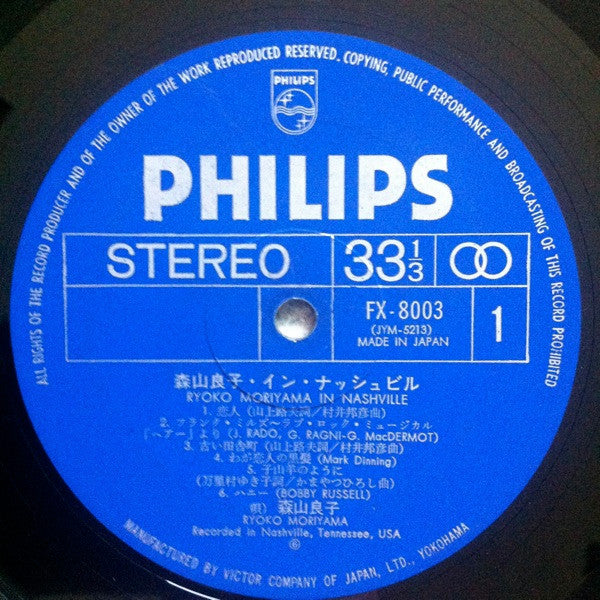 ALL RIGHTS OF THE RECORD PRODUCER AND OF THE OWNER OF THE WORK REPRODUCED RESERVED. COPYING, PUBLIC PERFORMANCE AND BROADCASTING OF THIS RECORD PROHIBITED
PHILIPS
PHILIPS
STEREO 33⅓
FX-8003
(JYM-5213)
MADE IN JAPAN
1
森山良子・イン・ナッシュビル
RYOKO MORIYAMA IN NASHVILLE
1. 恋人 (山上路夫詞/村井邦彦曲)
2. フランク・ミルズ~ラブ・ロック・ミュージカル
「ヘアー」より (J. RADO, G. RAGNI-G. MacDERMOT)
3. 古い田舎町 (山上路夫詞/村井邦彦曲)
4. わが恋人の黒髪 (Mark Dinning)
5. 子山羊のように
(万里村ゆき子詞/かまやつひろし曲)
6. ハニー (BOBBY RUSSELL)
唄 森山良子
RYOKO MORIYAMA
Recorded in Nashville, Tennessee, USA
Ⓟ
MANUFACTURED BY VICTOR COMPANY OF JAPAN, LTD., YOKOHAMA